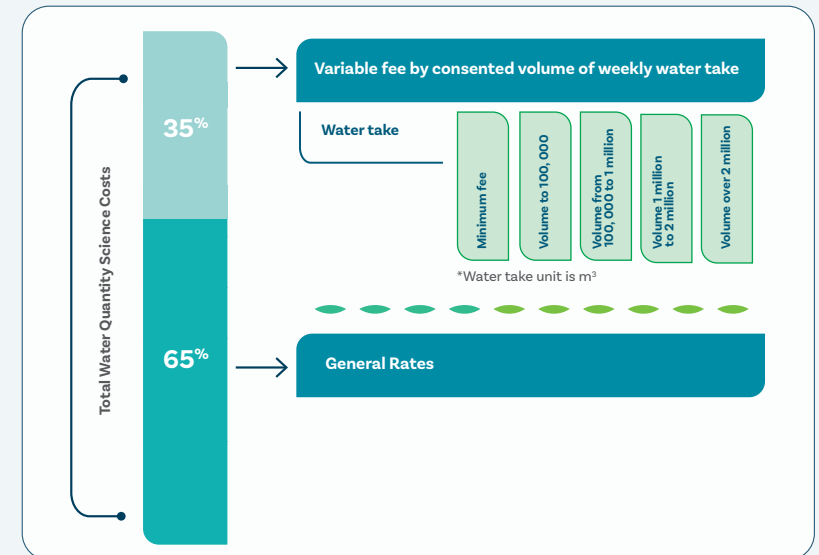 Total Water Quantity Science Costs
35%
Variable fee by consented volume of weekly water take
Water take
Minimum fee
Volume to 100, 000
Volume from
100, 000 to 1 million
Volume 1 million
to 2 million
Volume over 2 million
*Water take unit is m³
65%
General Rates